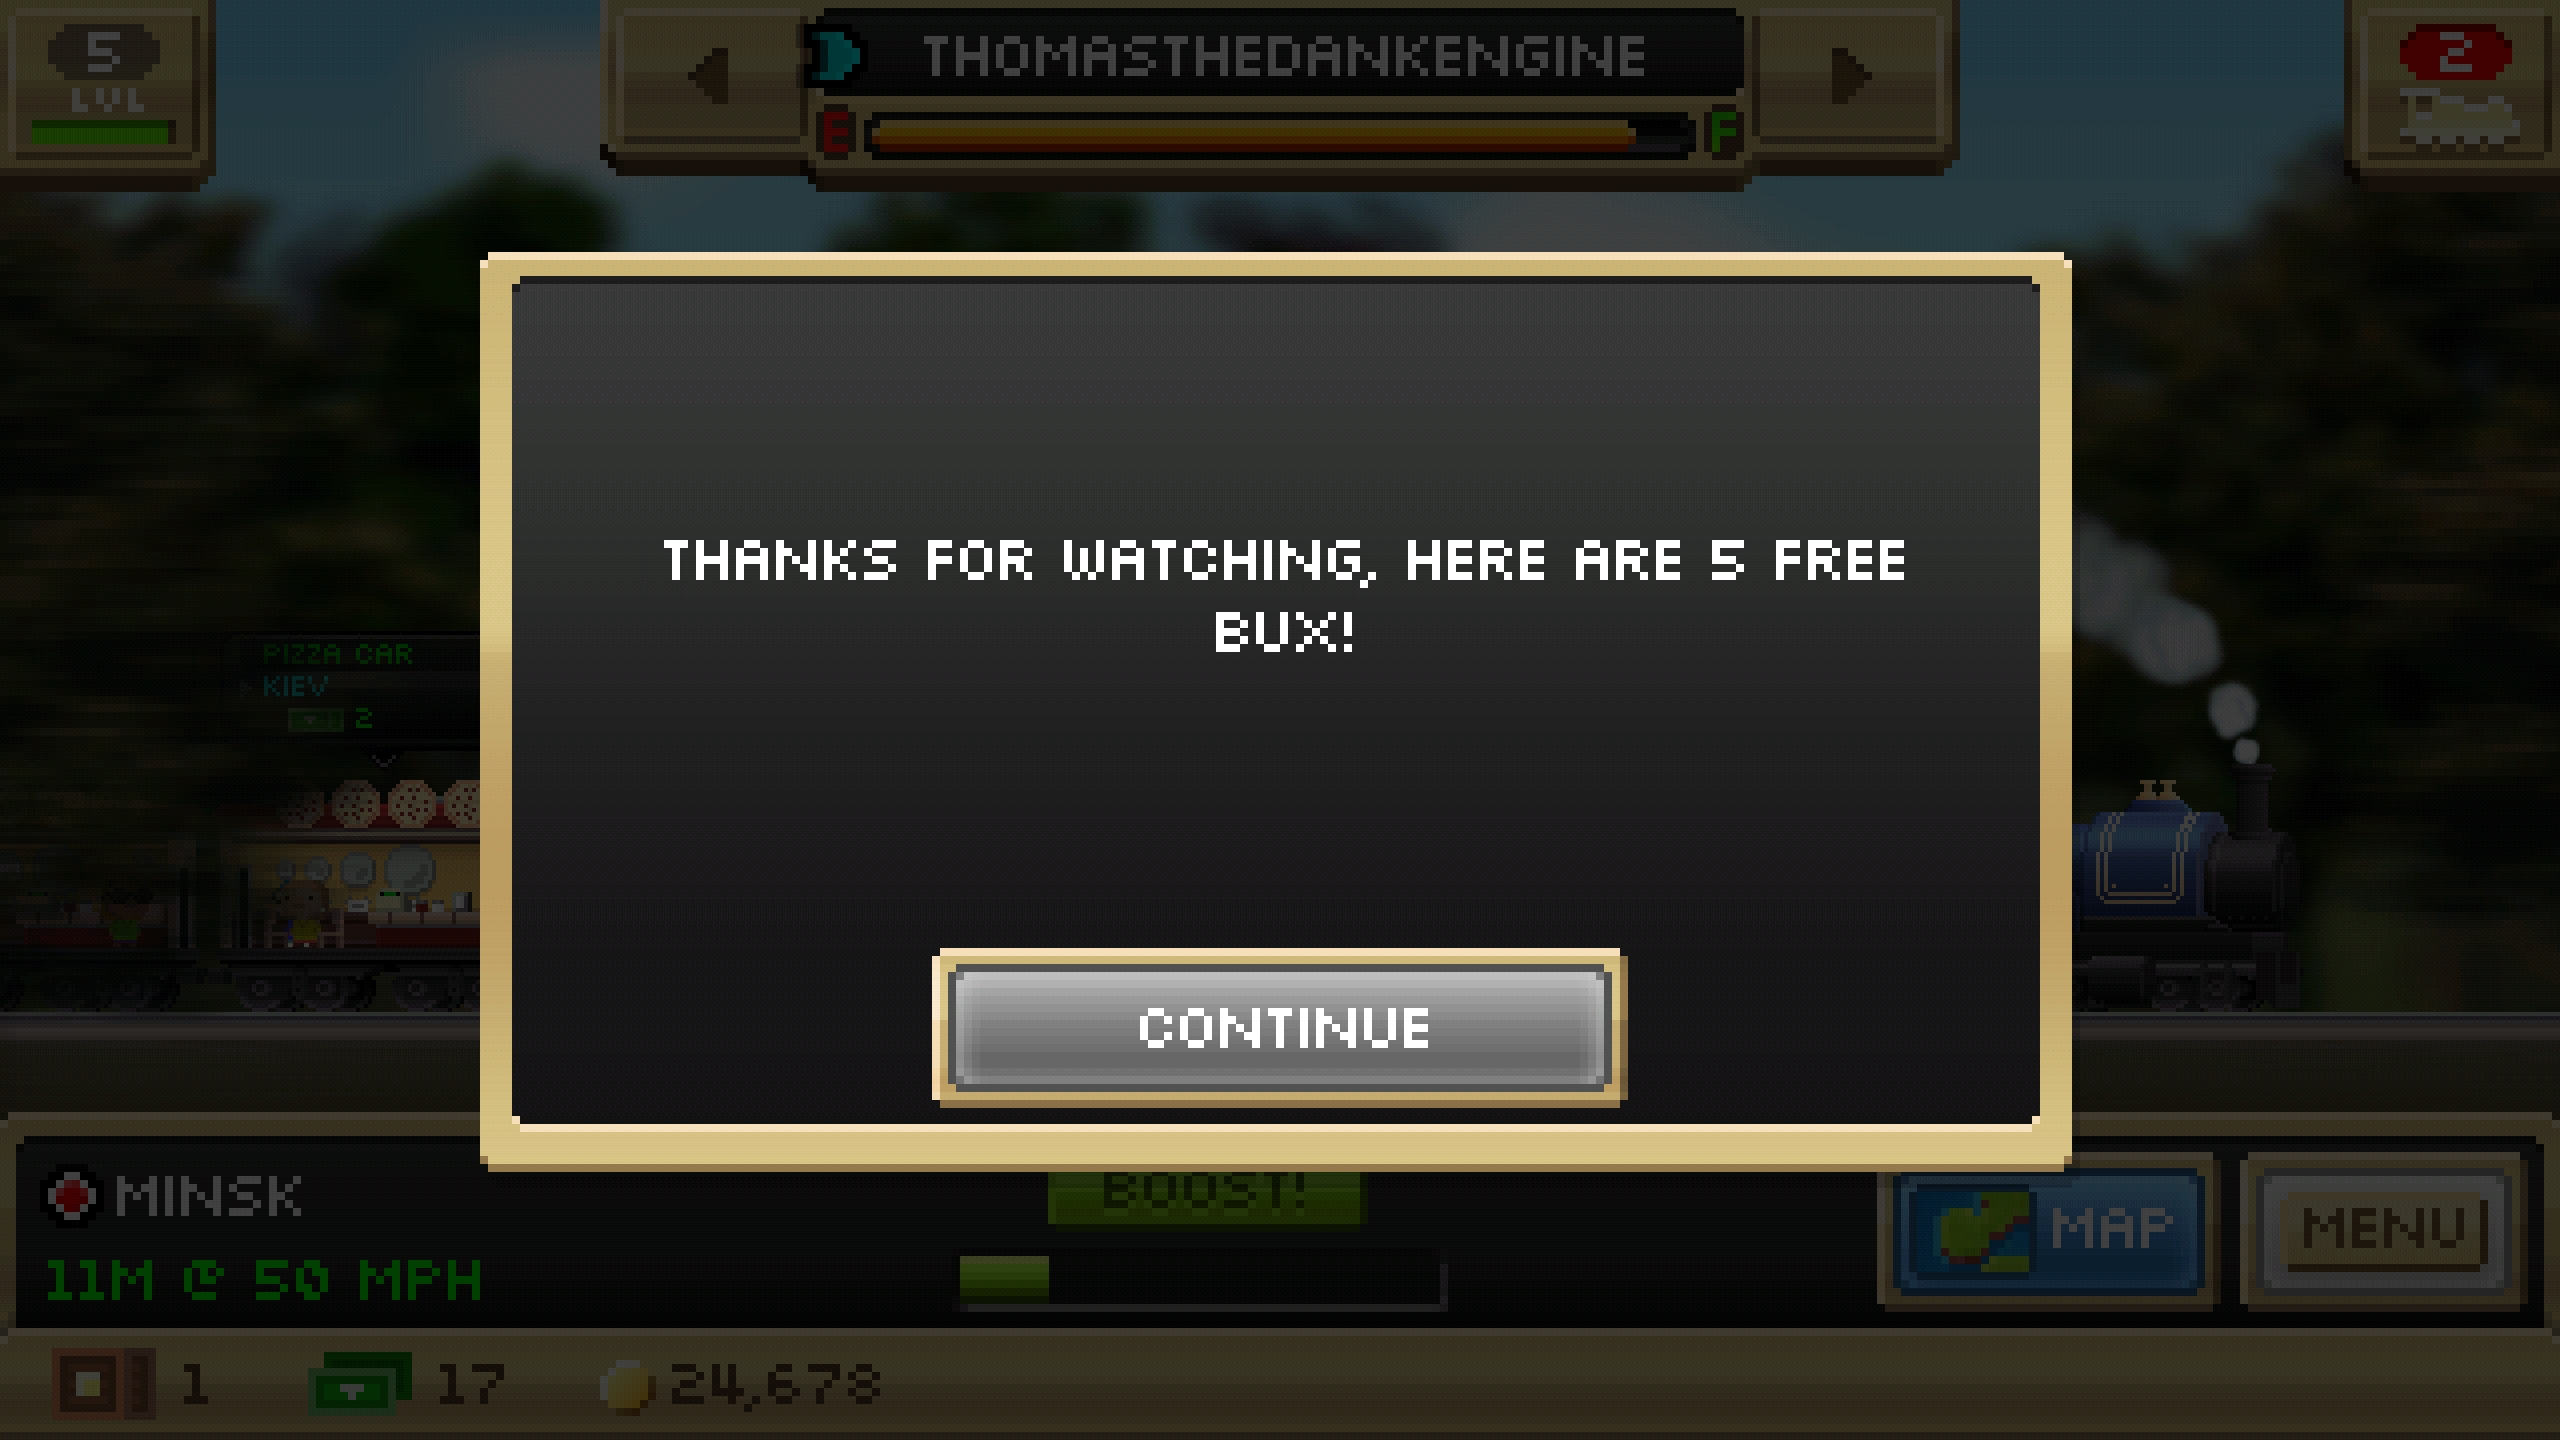 5
LVL
THOMASTHEDANKENGINE
E F
2
THANKS FOR WATCHING, HERE ARE 5 FREE
BUX!
PIZZA CAR
KIEV
2
CONTINUE
MINSK
11M @ 50 MPH
BOOST!
MAP
MENU
1 17 24,678